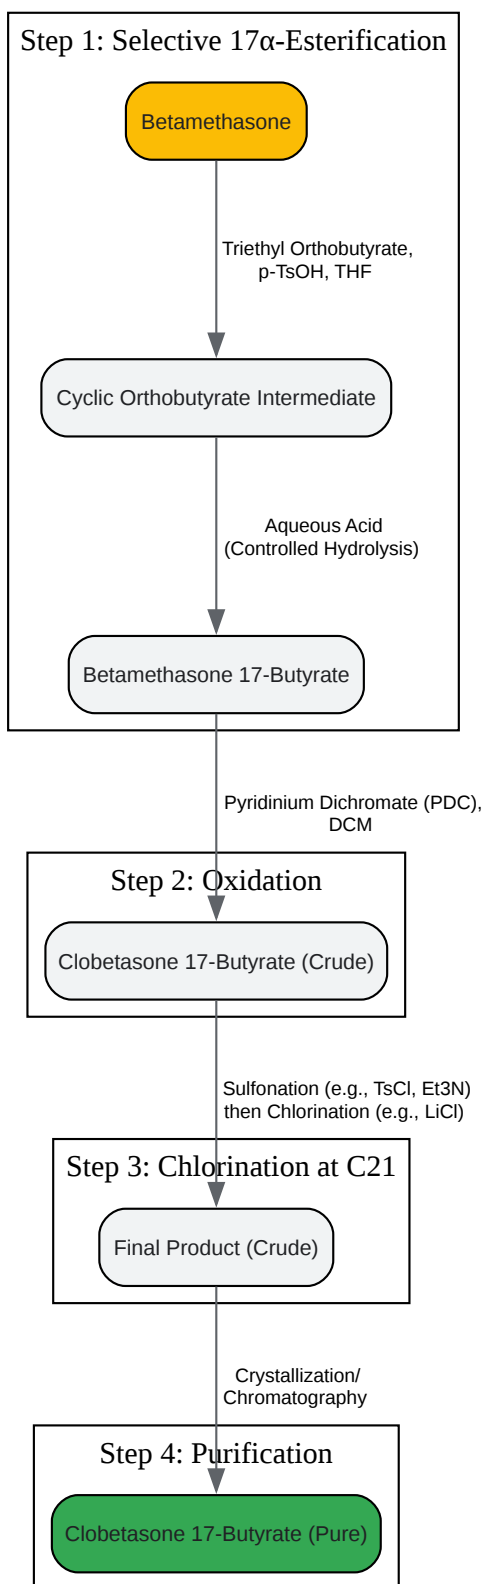 Step 1: Selective 17α-Esterification
Betamethasone
Triethyl Orthobutyrate,
p-TsOH, THF
Cyclic Orthobutyrate Intermediate
Aqueous Acid
(Controlled Hydrolysis)
Betamethasone 17-Butyrate
Pyridinium Dichromate (PDC),
DCM
Step 2: Oxidation
Clobetasone 17-Butyrate (Crude)
Sulfonation (e.g., TsCl, Et3N)
then Chlorination (e.g., LiCl)
Step 3: Chlorination at C21
Final Product (Crude)
Crystallization/
Chromatography
Step 4: Purification
Clobetasone 17-Butyrate (Pure)